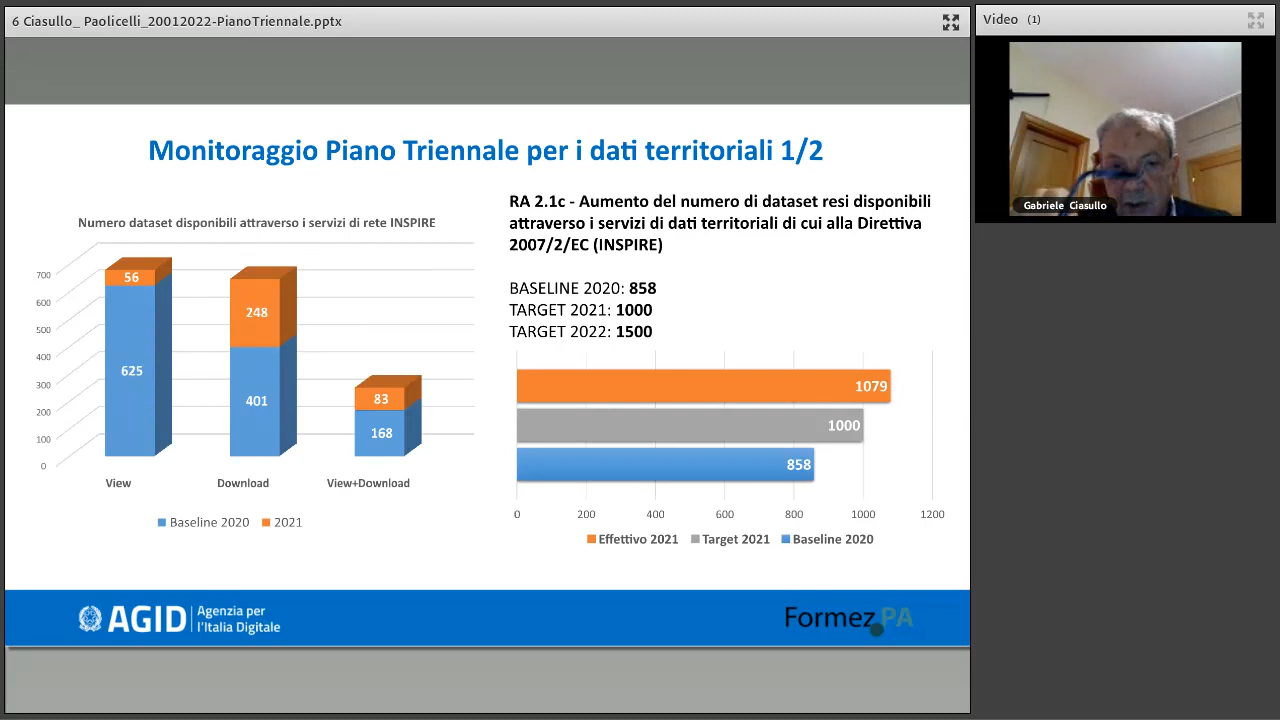 6 Ciasullo_ Paolicelli_20012022-PianoTriennale.pptx
Video (1)
Gabriele Ciasullo
Monitoraggio Piano Triennale per i dati territoriali 1/2
Numero dataset disponibili attraverso i servizi di rete INSPIRE
700
600
500
400
300
200
100
0
56
625
248
401
83
168
View
Download
View+Download
Baseline 2020
2021
RA 2.1c - Aumento del numero di dataset resi disponibili
attraverso i servizi di dati territoriali di cui alla Direttiva
2007/2/EC (INSPIRE)
BASELINE 2020: 858
TARGET 2021: 1000
TARGET 2022: 1500
1079
1000
858
0 200 400 600 800 1000 1200
Effettivo 2021 Target 2021 Baseline 2020
AGID
Agenzia per
l'Italia Digitale
Formez PA